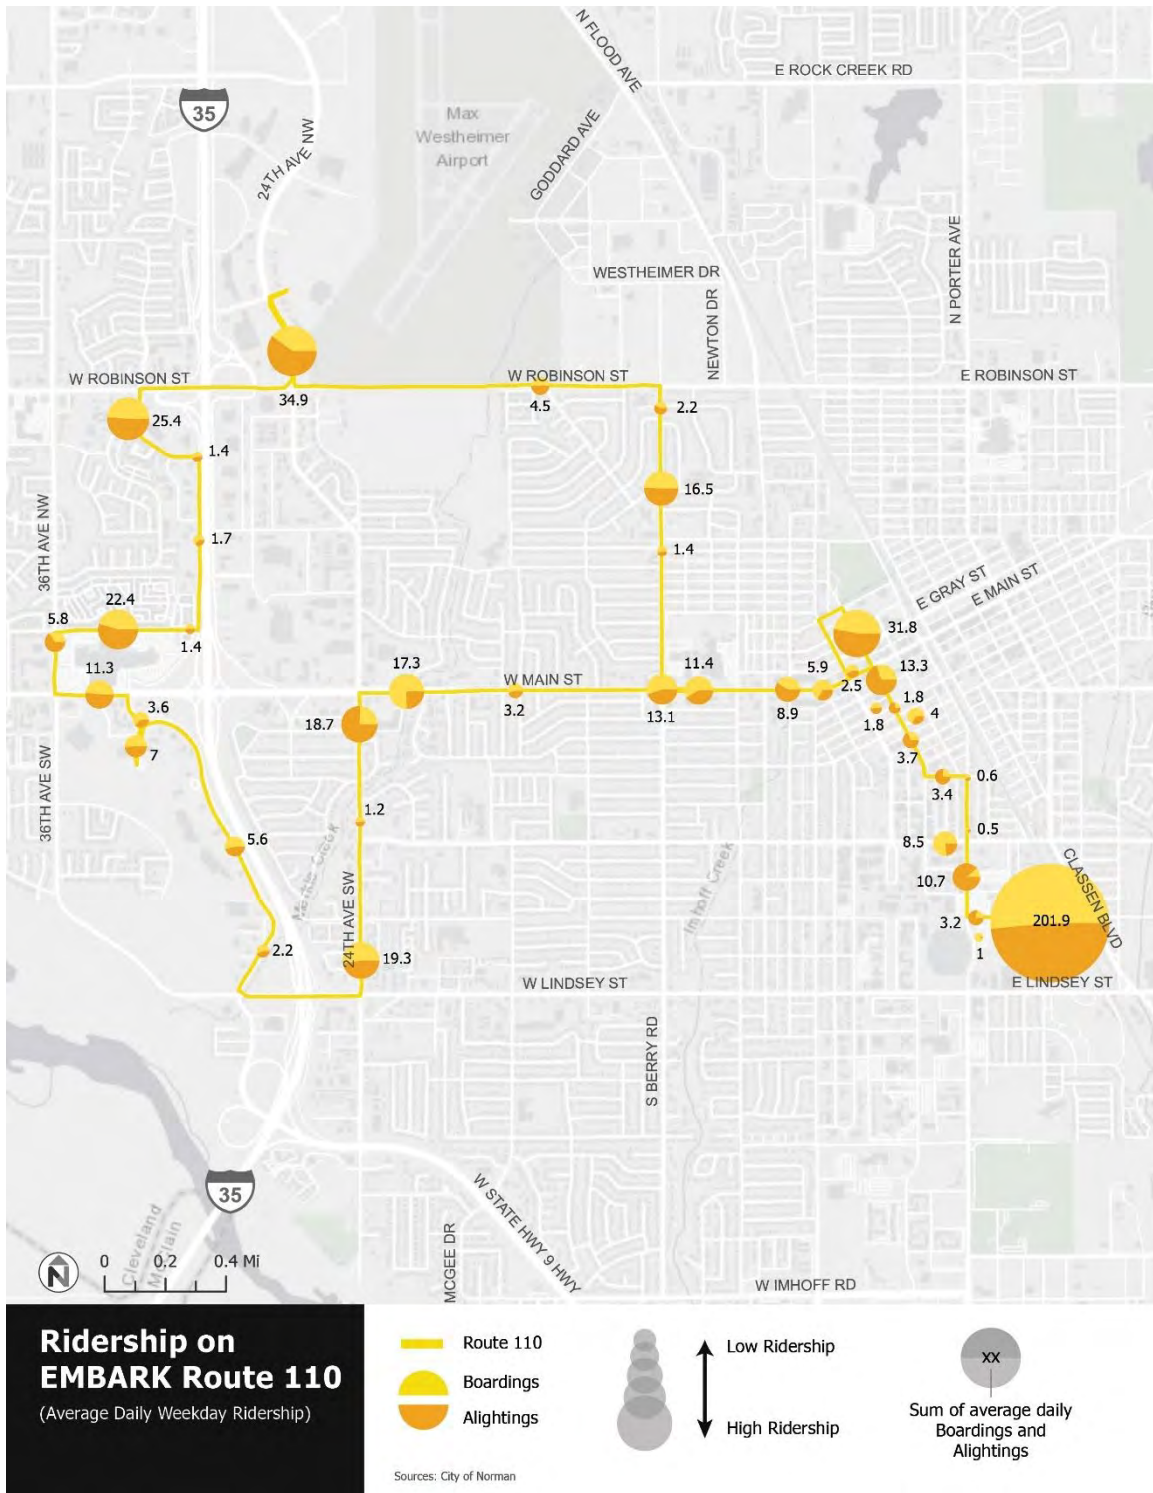 N FLOOD AVE
E ROCK CREEK RD
35
Max
Westheimer
Airport
24TH AVE NW
GODDARD AVE
N PORTER AVE
WESTHEIMER DR
NEWTON DR
W ROBINSON ST
W ROBINSON ST
E ROBINSON ST
34.9
4.5
2.2
25.4
1.4
16.5
36TH AVE NW
1.7
1.4
E GRAY ST
E MAIN ST
22.4
5.8
31.8
1.4
11.3
17.3
W MAIN ST
11.4
5.9
13.3
2.5
3.6
18.7
3.2
13.1
8.9
1.8
1.8
4
7
3.7
36TH AVE SW
1.2
3.4
0.6
5.6
0.5
8.5
Merkle Creek
Imhoff Creek
CLASSEN BLVD
10.7
24TH AVE SW
3.2
201.9
2.2
19.3
1
W LINDSEY ST
E LINDSEY ST
S BERRY RD
35
W STATE HWY 9 HWY
Cleveland
McClain
MCGEE DR
N
0 0.2 0.4 Mi
W IMHOFF RD
Ridership on
EMBARK Route 110
(Average Daily Weekday Ridership)
Route 110
Boardings
Alightings
Low Ridership
High Ridership
xx
Sum of average daily
Boardings and
Alightings
Sources: City of Norman